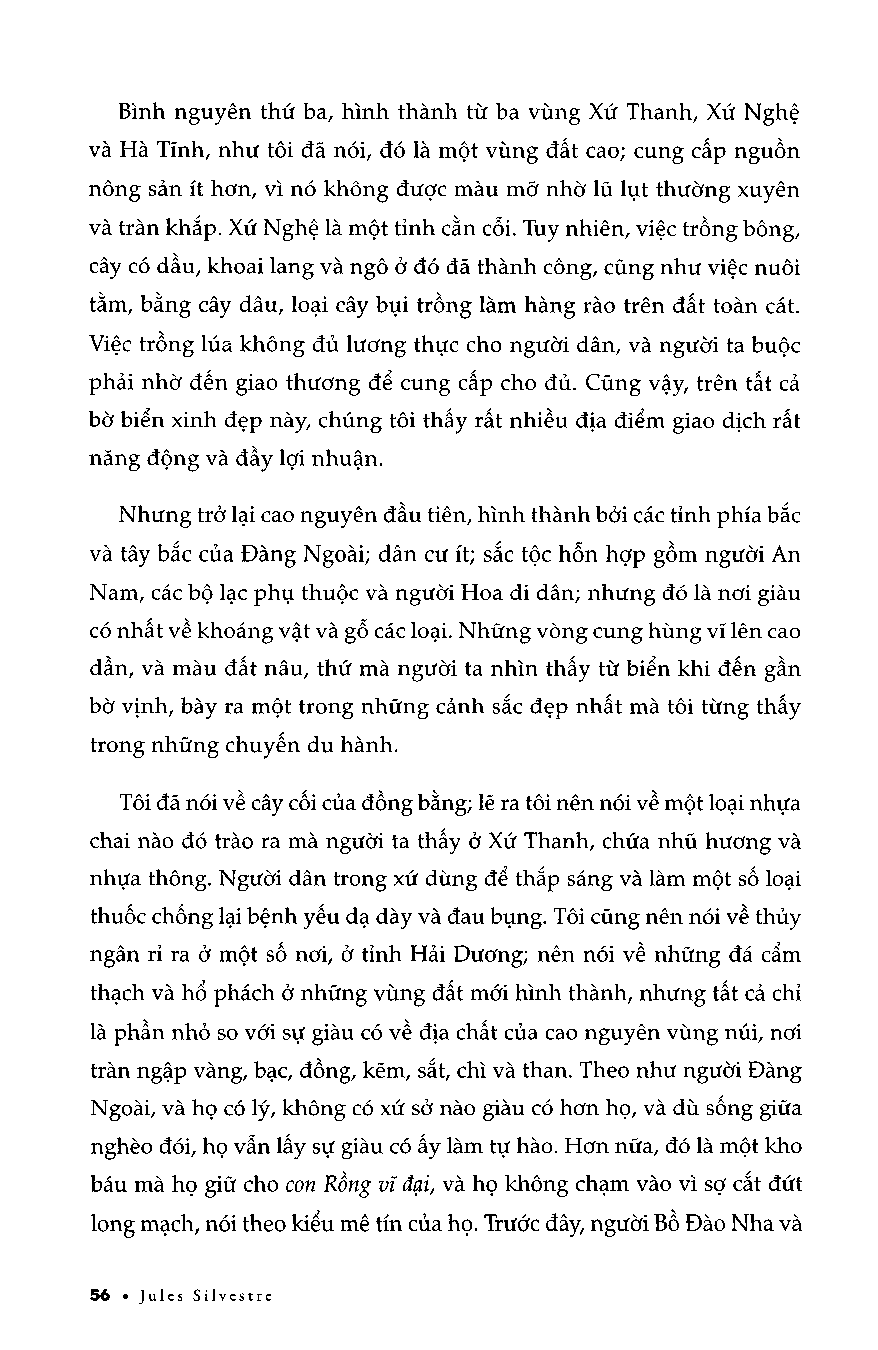 Bình nguyên thứ ba, hình thành từ ba vùng Xứ Thanh, Xứ Nghệ
và Hà Tĩnh, như tôi đã nói, đó là một vùng đất cao; cung cấp nguồn
nông sản ít hơn, vì nó không được màu mỡ nhờ lũ lụt thường xuyên
và tràn khắp. Xứ Nghệ là một tỉnh cằn cỗi. Tuy nhiên, việc trồng bông,
cây có dầu, khoai lang và ngô ở đó đã thành công, cũng như việc nuôi
tằm, bằng cây dâu, loại cây bụi trồng làm hàng rào trên đất toàn cát.
Việc trồng lúa không đủ lương thực cho người dân, và người ta buộc
phải nhờ đến giao thương để cung cấp cho đủ. Cũng vậy, trên tất cả
bờ biển xinh đẹp này, chúng tôi thấy rất nhiều địa điểm giao dịch rất
năng động và đầy lợi nhuận.
Nhưng trở lại cao nguyên đầu tiên, hình thành bởi các tỉnh phía bắc
và tây bắc của Đàng Ngoài; dân cư ít; sắc tộc hỗn hợp gồm người An
Nam, các bộ lạc phụ thuộc và người Hoa di dân; nhưng đó là nơi giàu
có nhất về khoáng vật và gỗ các loại. Những vòng cung hùng vĩ lên cao
dần, và màu đất nâu, thứ mà người ta nhìn thấy từ biển khi đến gần
bờ vịnh, bày ra một trong những cảnh sắc đẹp nhất mà tôi từng thấy
trong những chuyến du hành.
Tôi đã nói về cây cối của đồng bằng; lẽ ra tôi nên nói về một loại nhựa
chai nào đó trào ra mà người ta thấy ở Xứ Thanh, chứa nhũ hương và
nhựa thông. Người dân trong xứ dùng để thắp sáng và làm một số loại
thuốc chống lại bệnh yếu dạ dày và đau bụng. Tôi cũng nên nói về thủy
ngân rỉ ra ở một số nơi, ở tỉnh Hải Dương; nên nói về những đá cẩm
thạch và hổ phách ở những vùng đất mới hình thành, nhưng tất cả chỉ
là phần nhỏ so với sự giàu có về địa chất của cao nguyên vùng núi, nơi
tràn ngập vàng, bạc, đồng, kẽm, sắt, chì và than. Theo như người Đàng
Ngoài, và họ có lý, không có xứ sở nào giàu có hơn họ, và dù sống giữa
nghèo đói, họ vẫn lấy sự giàu có ấy làm tự hào. Hơn nữa, đó là một kho
báu mà họ giữ cho con Rồng vĩ đại, và họ không chạm vào vì sợ cắt đứt
long mạch, nói theo kiểu mê tín của họ. Trước đây, người Bồ Đào Nha và
56 • Jules Silvestre